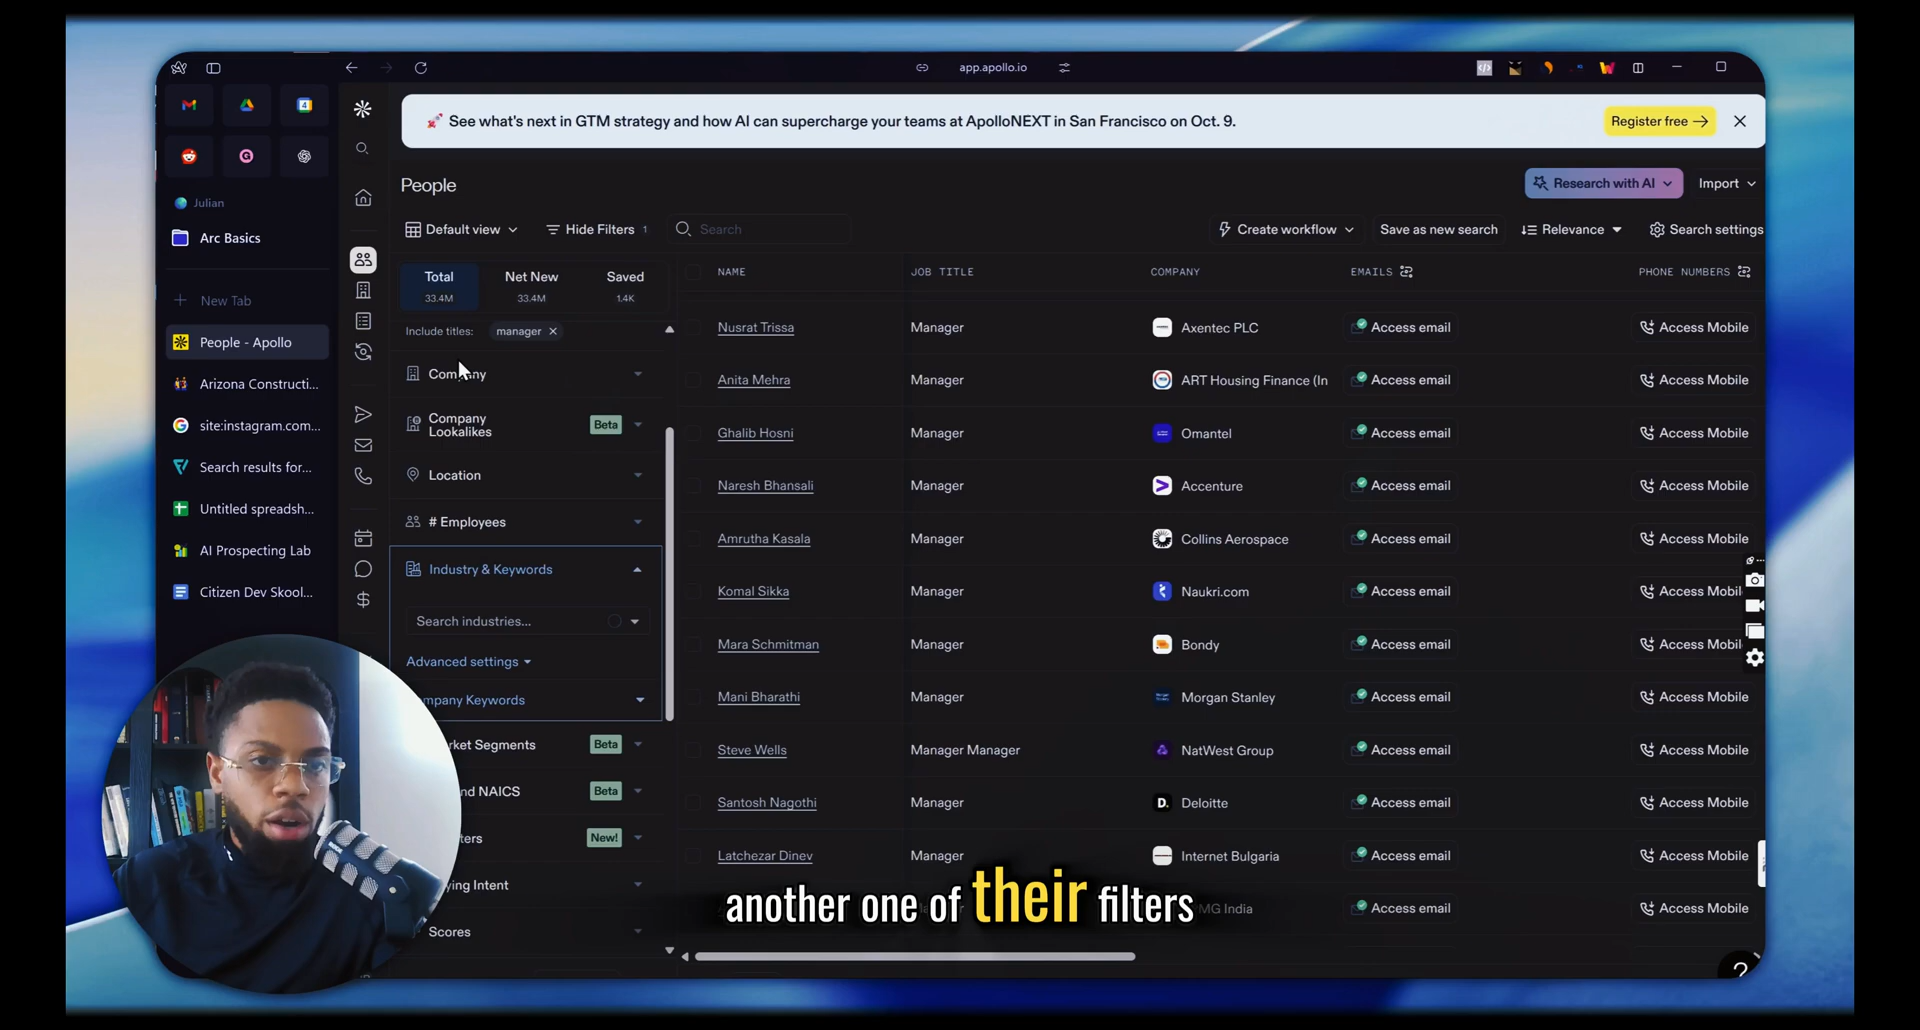 app.apollo.io
See what's next in GTM strategy and how AI can supercharge your teams at ApolloNEXT in San Francisco on Oct. 9.
Register free →
Julian
Arc Basics
New Tab
People - Apollo
Arizona Constructi...
site:instagram.com...
Search results for...
Untitled spreadsh...
AI Prospecting Lab
Citizen Dev Skool...
People
Research with AI
Import
Default view
Hide Filters 1
Search
Create workflow
Save as new search
Relevance
Search settings
Total
33.4M
Net New
33.4M
Saved
1.4K
Include titles: manager
Company
Company Lookalikes
Beta
Location
# Employees
Industry & Keywords
Search industries...
Advanced settings
mpany Keywords
rket Segments
Beta
nd NAICS
Beta
ters
New!
ying Intent
Scores
NAME JOB TITLE COMPANY EMAILS PHONE NUMBERS
Nusrat Trissa Manager Axentec PLC Access email Access Mobile
Anita Mehra Manager ART Housing Finance (In Access email Access Mobile
Ghalib Hosni Manager Omantel Access email Access Mobile
Naresh Bhansali Manager Accenture Access email Access Mobile
Amrutha Kasala Manager Collins Aerospace Access email Access Mobile
Komal Sikka Manager Naukri.com Access email Access Mobil
Mara Schmitman Manager Bondy Access email Access Mobil
Mani Bharathi Manager Morgan Stanley Access email Access Mobile
Steve Wells Manager Manager NatWest Group Access email Access Mobile
Santosh Nagothi Manager Deloitte Access email Access Mobile
Latchezar Dinev Manager Internet Bulgaria Access email Access Mobile
MG India Access email Access Mobile
another one of their filters